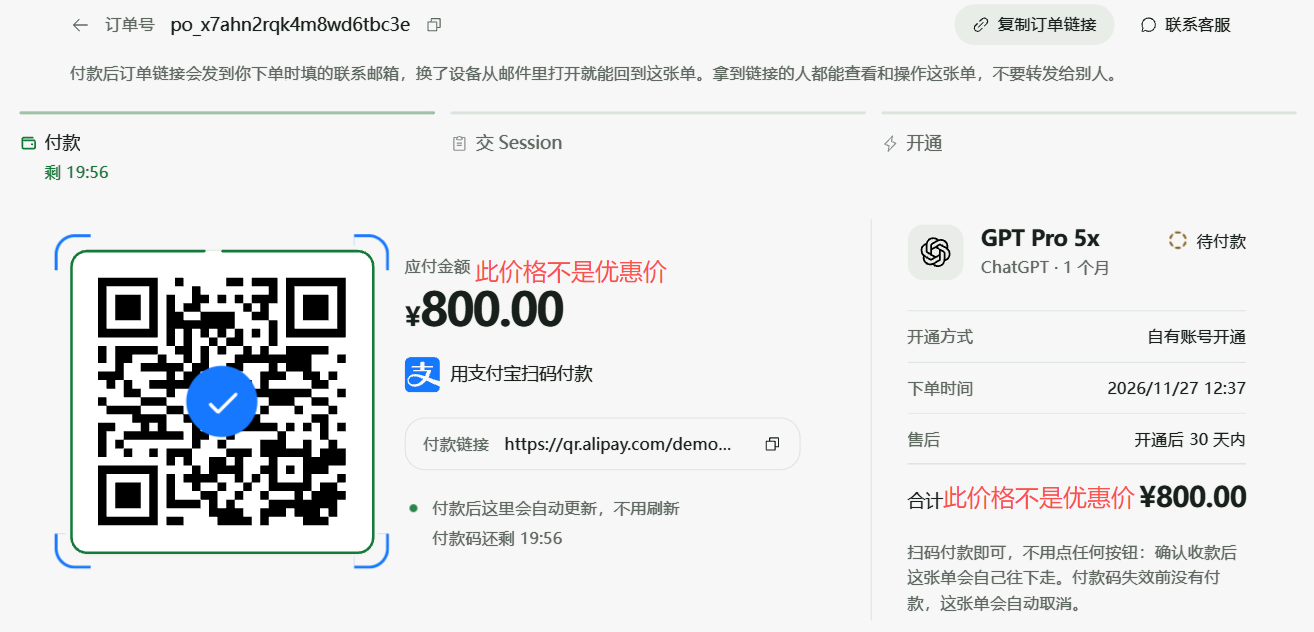 订单号 po_x7ahn2rqk4m8wd6tbc3e
复制订单链接
联系客服
付款后订单链接会发到你下单时填的联系邮箱，换了设备从邮件里打开就能回到这张单。拿到链接的人都能查看和操作这张单，不要转发给别人。
付款
剩 19:56
交 Session
开通
应付金额 此价格不是优惠价
¥800.00
支 用支付宝扫码付款
付款链接 https://qr.alipay.com/demo...
付款后这里会自动更新，不用刷新
付款码还剩 19:56
GPT Pro 5x
待付款
ChatGPT · 1 个月
开通方式 自有账号开通
下单时间 2026/11/27 12:37
售后 开通后 30 天内
合计此价格不是优惠价 ¥800.00
扫码付款即可，不用点任何按钮：确认收款后
这张单会自己往下走。付款码失效前没有付
款，这张单会自动取消。